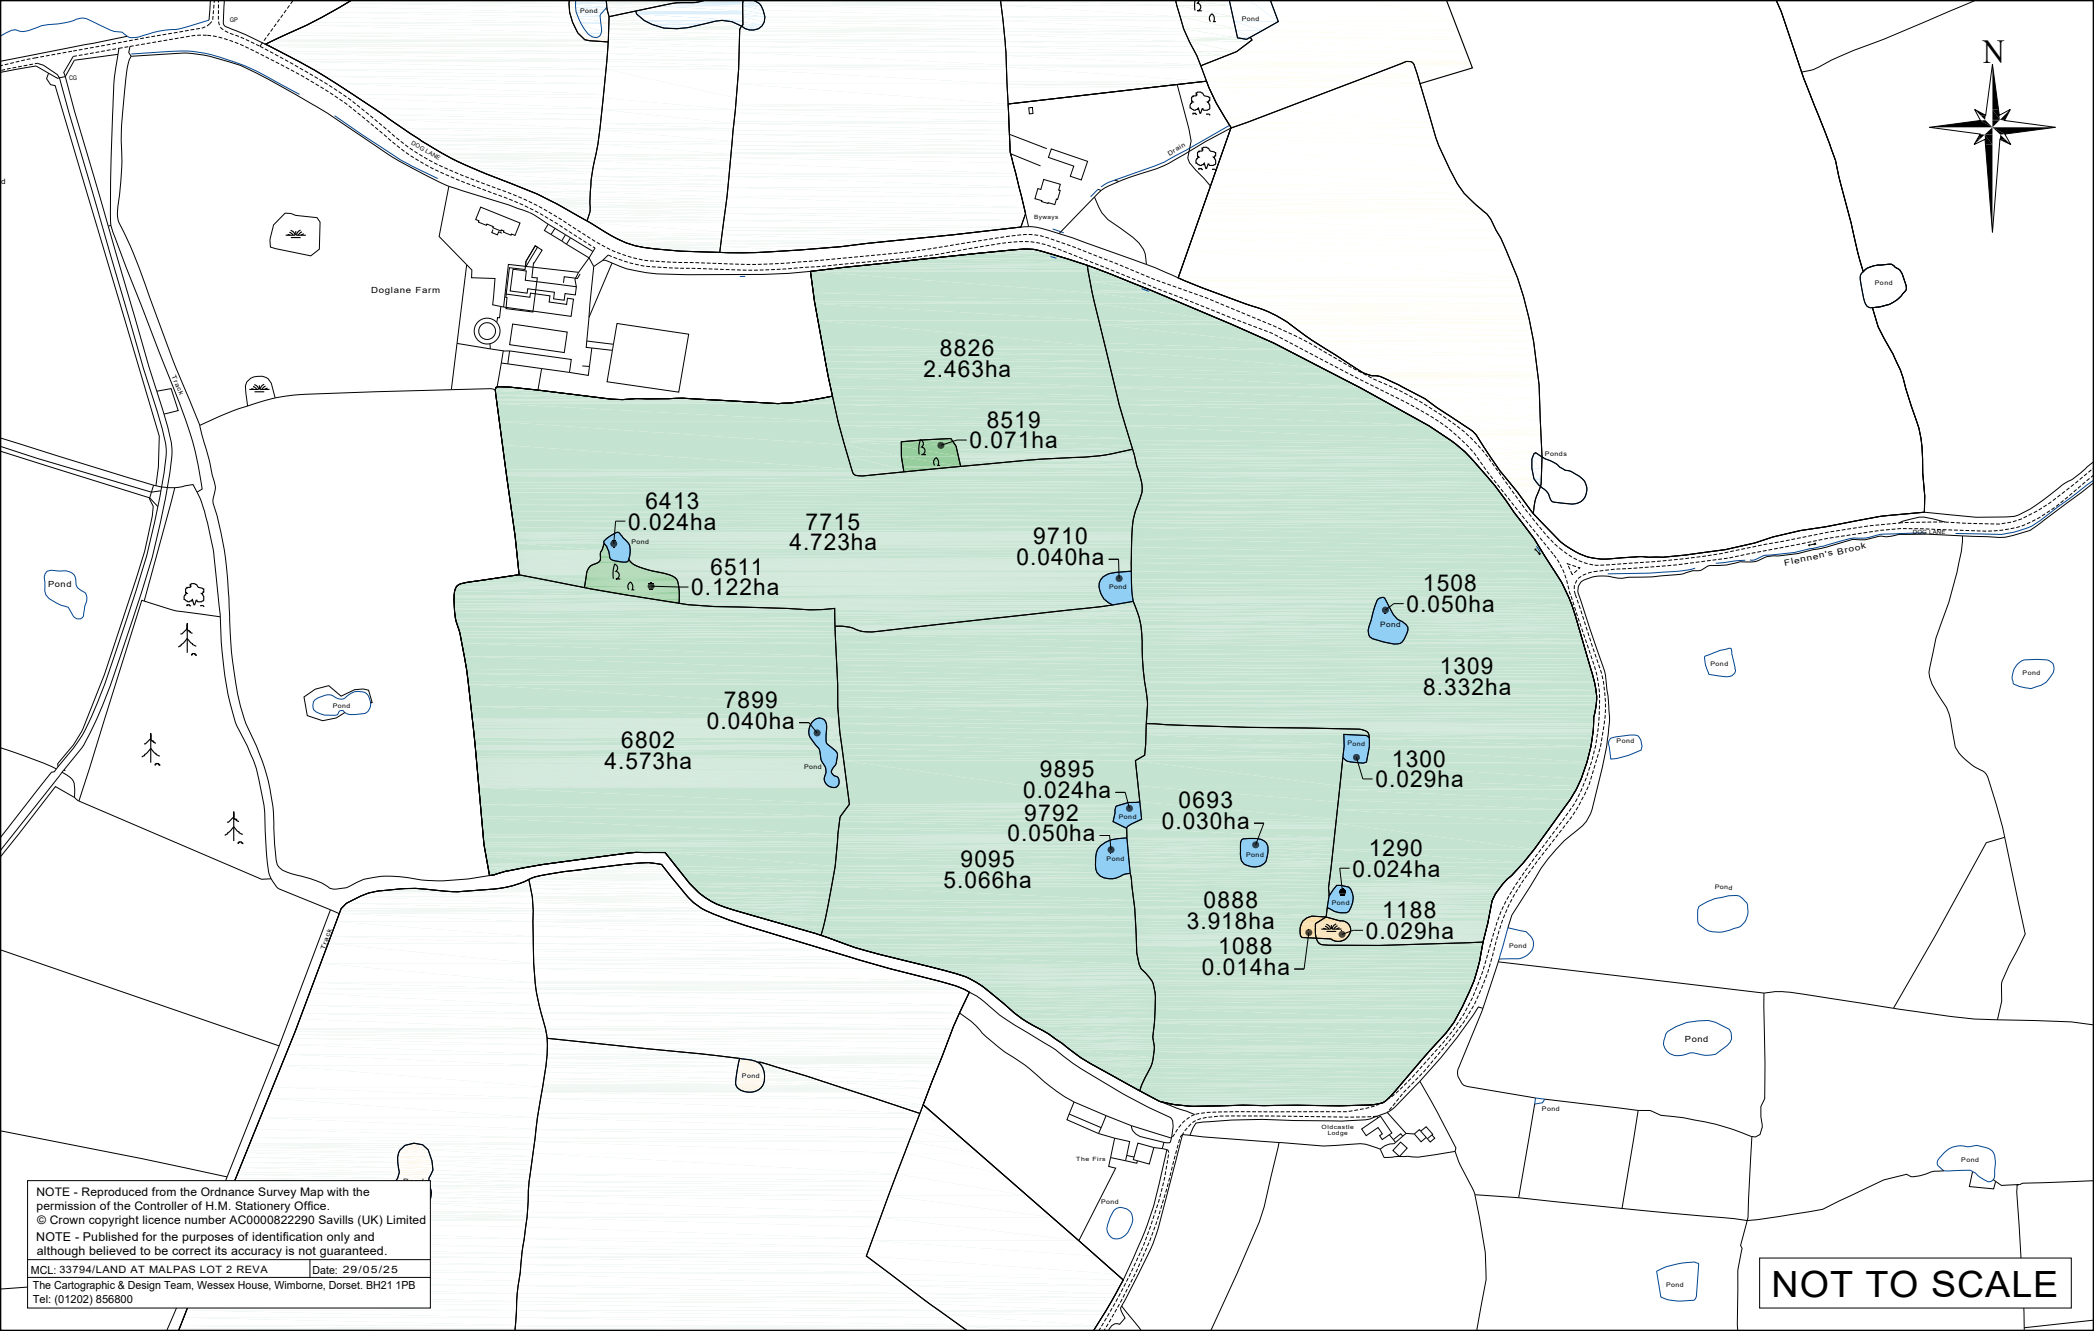 GP
Pond
Pond
CG
N
DOG LANE
Drain
Byways
Doglane Farm
Pond
Track
8826
2.463ha
8519
0.071ha
Ponds
6413
0.024ha
Pond
7715
4.723ha
9710
0.040ha
Pond
DOG LANE
Flennen's Brook
6511
0.122ha
Pond
1508
0.050ha
Pond
1309
8.332ha
Pond
Pond
Pond
7899
0.040ha
Pond
6802
4.573ha
Pond
1300
0.029ha
Pond
9895
0.024ha
Pond
9792
0.050ha
Pond
0693
0.030ha
Pond
9095
5.066ha
1290
0.024ha
Pond
Pond
0888
3.918ha
1188
0.029ha
1088
0.014ha
Pond
Track
Pond
Pond
Pond
Oldcastle
Lodge
The Firs
Pond
Pond
Pond
NOTE - Reproduced from the Ordnance Survey Map with the
permission of the Controller of H.M. Stationery Office.
© Crown copyright licence number AC0000822290 Savills (UK) Limited
NOTE - Published for the purposes of identification only and
although believed to be correct its accuracy is not guaranteed.
MCL: 33794/LAND AT MALPAS LOT 2 REVA
Date: 29/05/25
The Cartographic & Design Team, Wessex House, Wimborne, Dorset. BH21 1PB
Tel: (01202) 856800
NOT TO SCALE